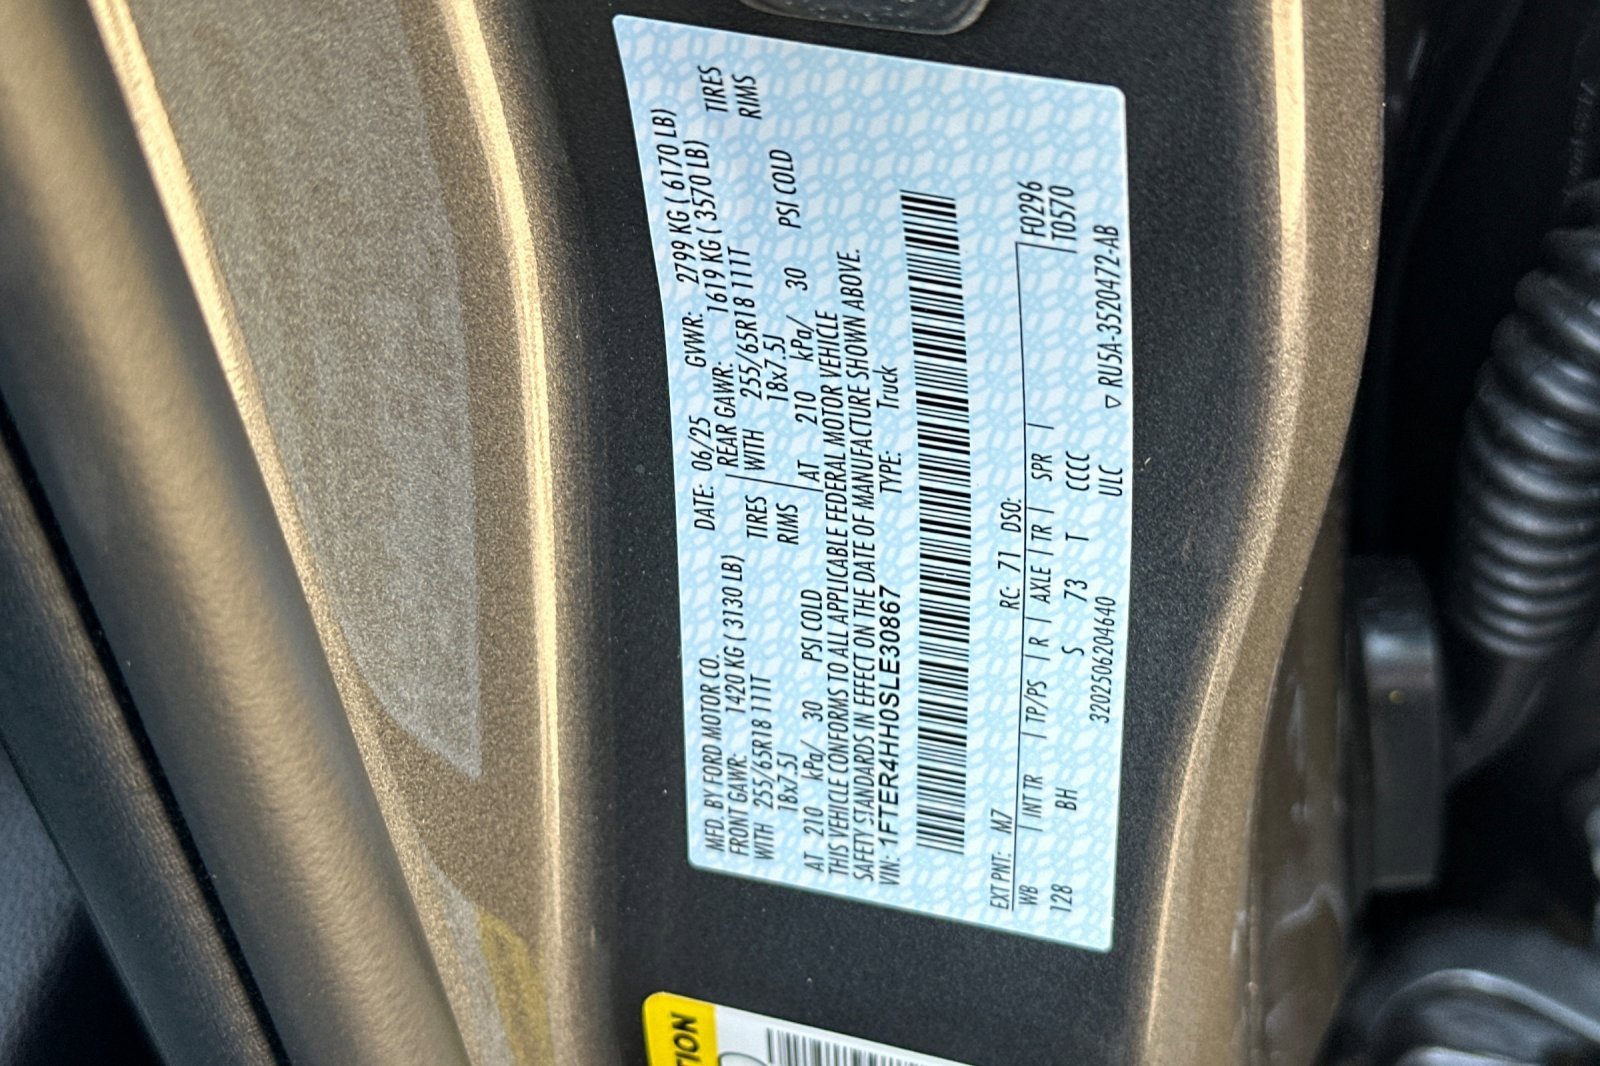 MFD. BY FORD MOTOR CO. DATE: 06/25 GVWR: 2799 KG ( 6170 LB)
FRONT GAWR: 1420 KG ( 3130 LB) REAR GAWR: 1619 KG ( 3570 LB)
WITH 255/65R18 111T TIRES WITH 255/65R18 111T TIRES
18x7.5J RIMS 18x7.5J RIMS
AT 210 kPa/ 30 PSI COLD AT 210 kPa/ 30 PSI COLD
THIS VEHICLE CONFORMS TO ALL APPLICABLE FEDERAL MOTOR VEHICLE
SAFETY STANDARDS IN EFFECT ON THE DATE OF MANUFACTURE SHOWN ABOVE.
VIN: 1FTER4HH0SLE30867 TYPE: Truck
EXT PNT: M7 RC: 71 DSO: F0296
WB | INT TR | TP/PS | R | AXLE | TR | SPR | T0570
128 BH S 73 T CCCC
3202506204640 ULC ▽ RU5A-3520472-AB
TION